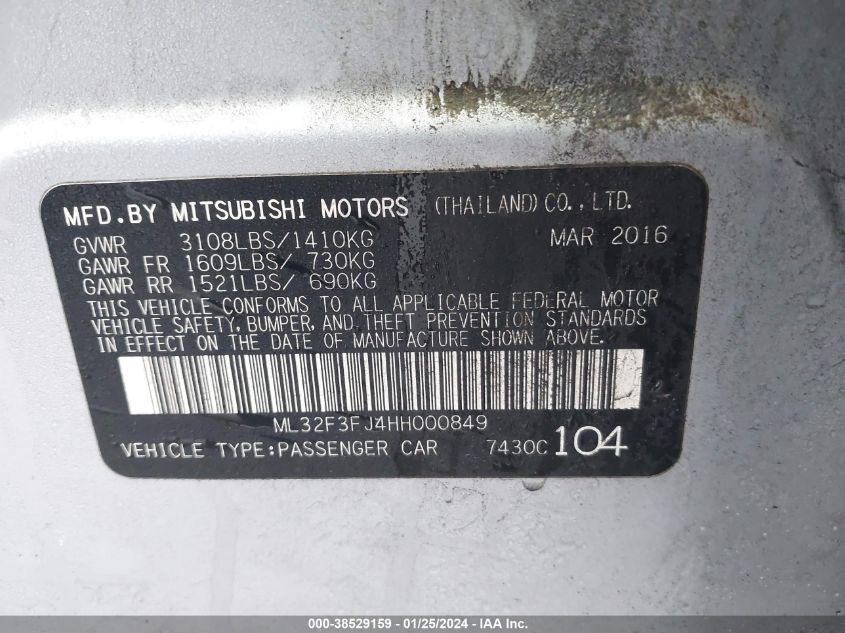 MFD.BY MITSUBISHI MOTORS (THAILAND) CO., LTD.
GVWR 3108LBS/1410KG MAR 2016
GAWR FR 1609LBS/ 730KG
GAWR RR 1521LBS/ 690KG
THIS VEHICLE CONFORMS TO ALL APPLICABLE FEDERAL MOTOR
VEHICLE SAFETY, BUMPER, AND THEFT PREVENTION STANDARDS
IN EFFECT ON THE DATE OF MANUFACTURE SHOWN ABOVE.
ML32F3FJ4HH000849
VEHICLE TYPE:PASSENGER CAR 7430C 104
000-38529159 - 01/25/2024 - IAA Inc.